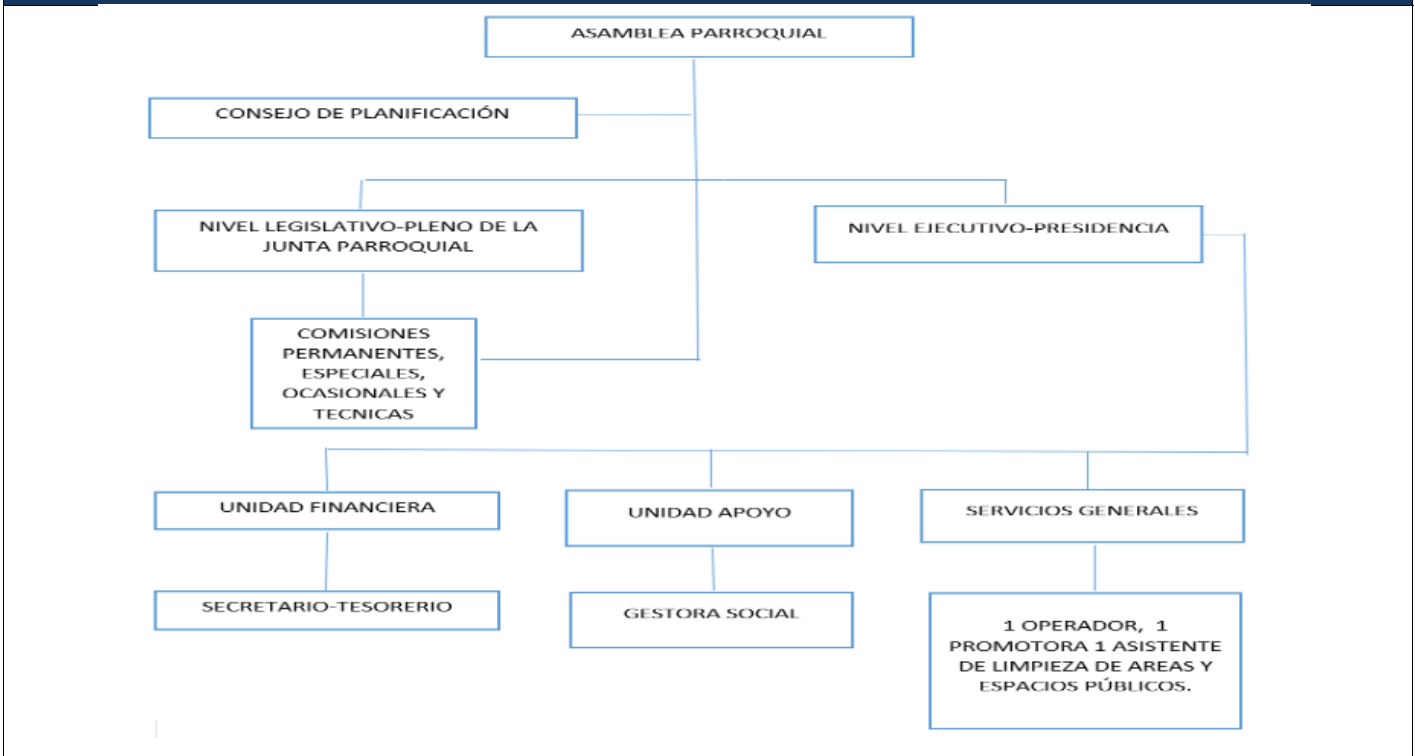 ASAMBLEA PARROQUIAL
CONSEJO DE PLANIFICACIÓN
NIVEL LEGISLATIVO-PLENO DE LA
JUNTA PARROQUIAL
NIVEL EJECUTIVO-PRESIDENCIA
COMISIONES
PERMANENTES,
ESPECIALES,
OCASIONALES Y
TECNICAS
UNIDAD FINANCIERA
UNIDAD APOYO
SERVICIOS GENERALES
SECRETARIO-TESORERIO
GESTORA SOCIAL
1 OPERADOR, 1
PROMOTORA 1 ASISTENTE
DE LIMPIEZA DE AREAS Y
ESPACIOS PÚBLICOS.